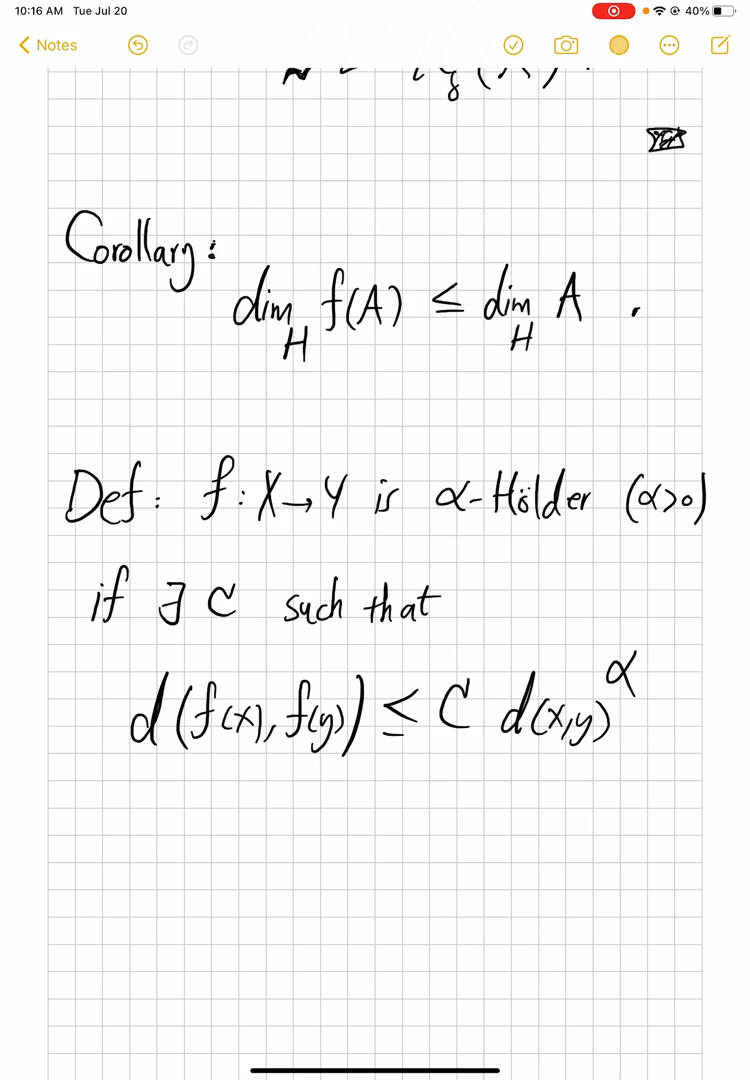 10:16 AM Tue Jul 20
40%
Notes
Corollary:
dim_H f(A) ≤ dim_H A .
Def: f: X → Y is α-Hölder (α>0)
if ∃ C such that
d(f(x), f(y)) ≤ C d(x,y)^α